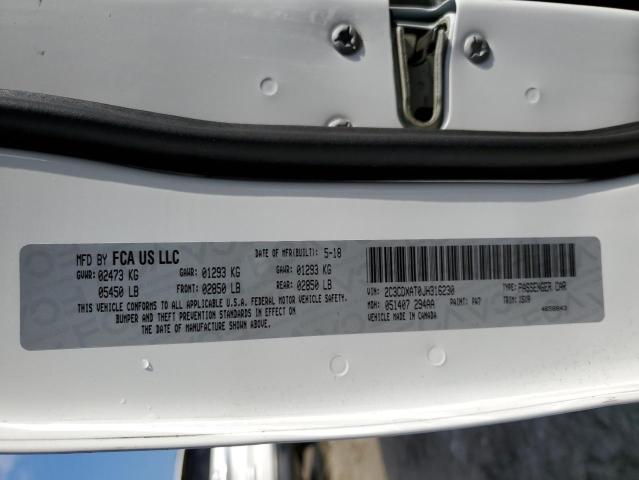 MFD BY FCA US LLC DATE OF MFR(BUILT): 5-18
GVWR: 02473 KG GAWR: 01293 KG GAWR: 01293 KG
05450 LB FRONT: 02850 LB REAR: 02850 LB
THIS VEHICLE CONFORMS TO ALL APPLICABLE U.S.A. FEDERAL MOTOR VEHICLE SAFETY,
BUMPER AND THEFT PREVENTION STANDARDS IN EFFECT ON
THE DATE OF MANUFACTURE SHOWN ABOVE.
VIN: 2C3CDXAT0JH316230 TYPE: PASSENGER CAR
MDH: 051407 294AA PAINT: PW7 TRIM:
VEHICLE MADE IN CANADA